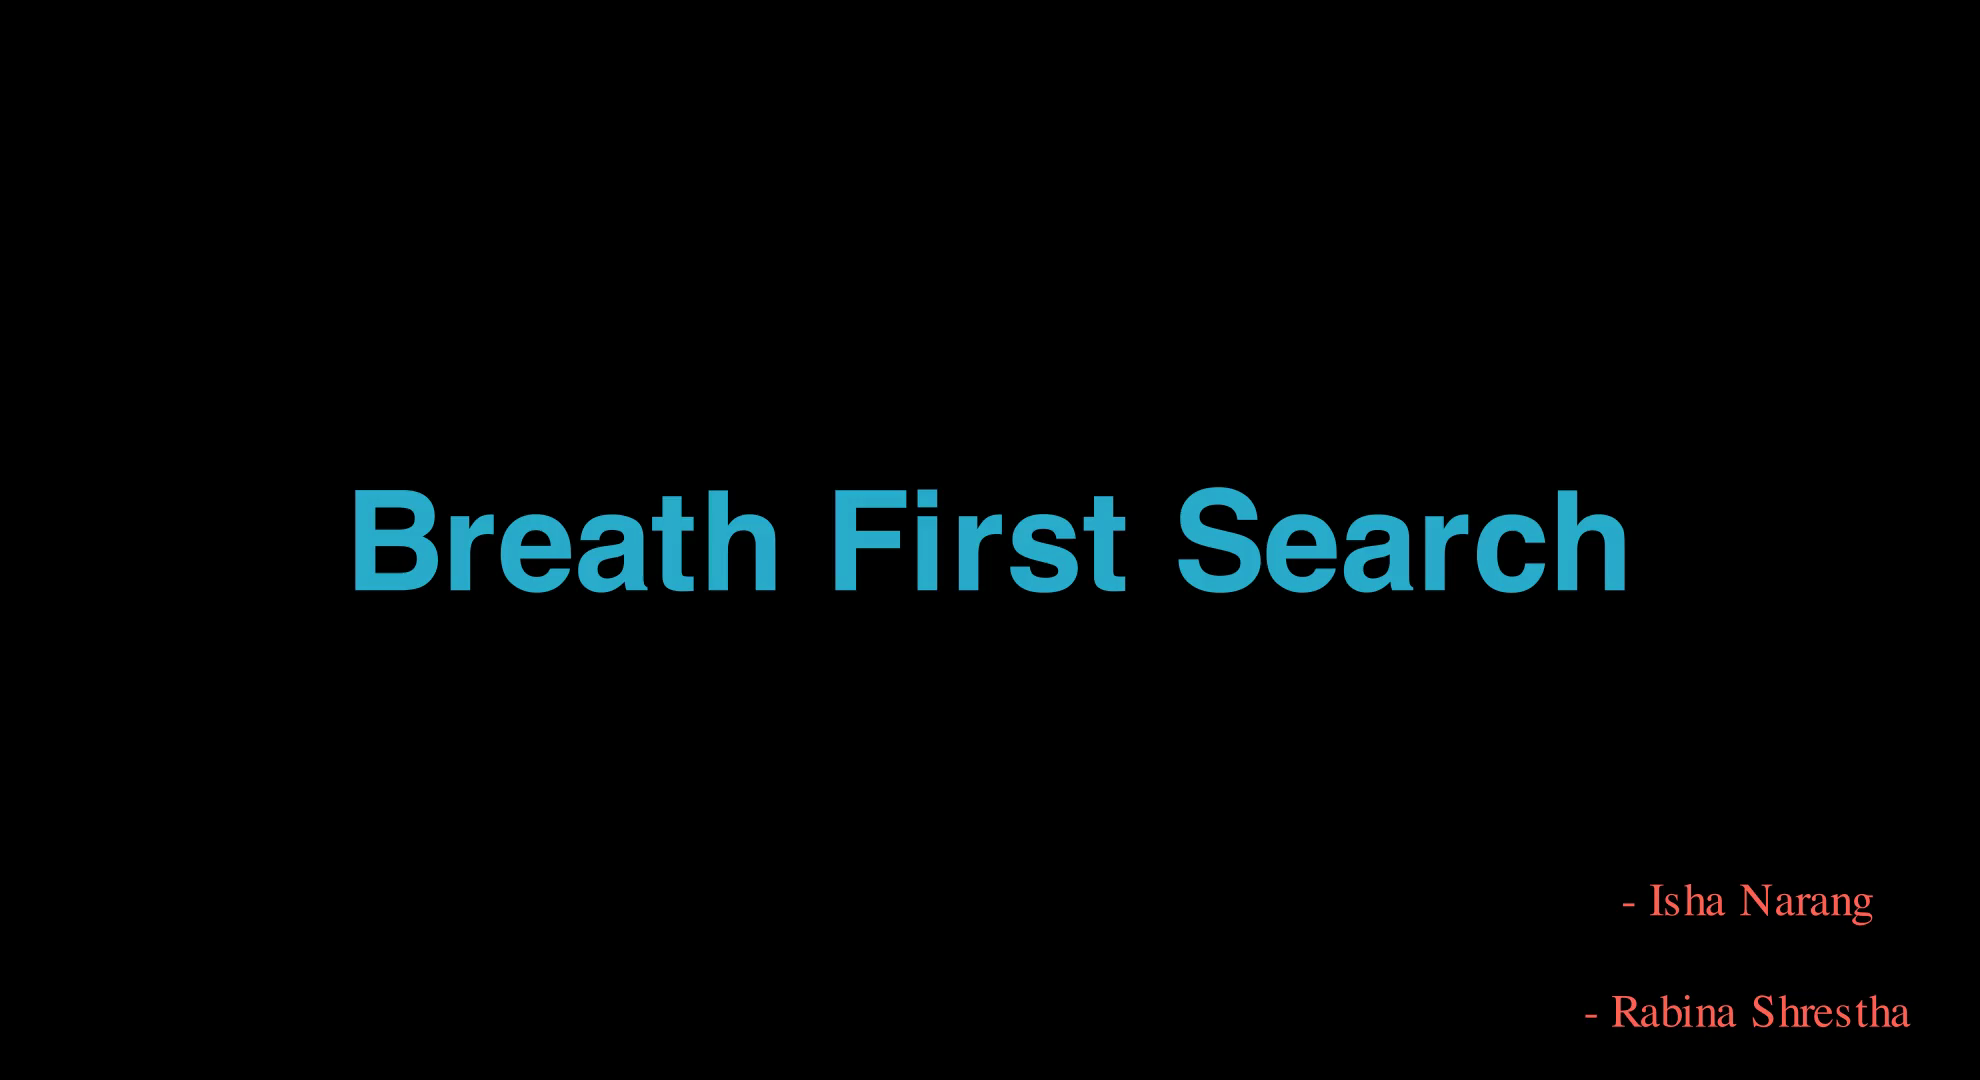 Breath First Search
- Isha Narang
- Rabina Shrestha